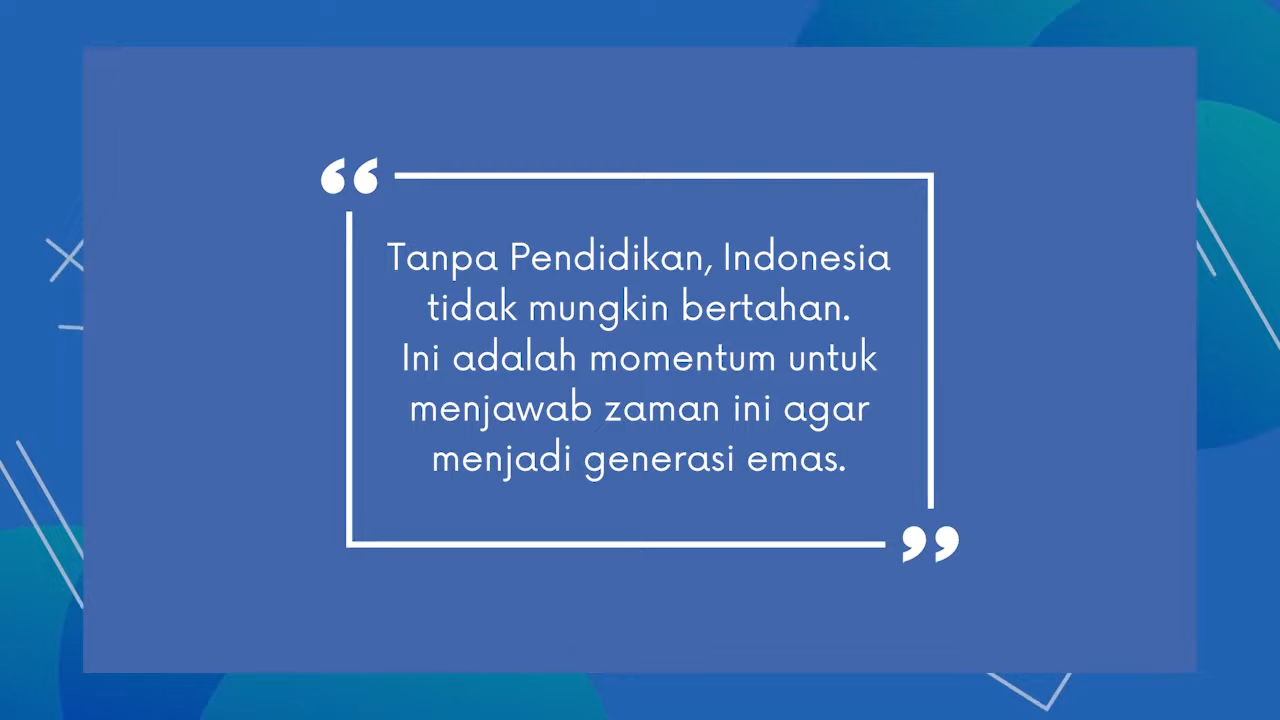 Tanpa Pendidikan, Indonesia
tidak mungkin bertahan.
Ini adalah momentum untuk
menjawab zaman ini agar
menjadi generasi emas.